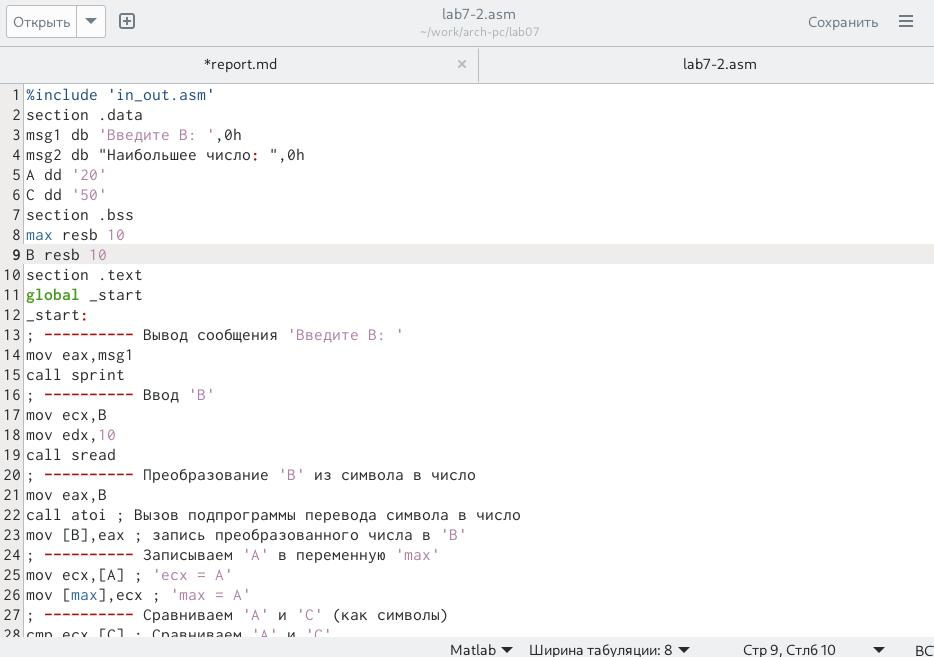 Открыть
lab7-2.asm
~/work/arch-pc/lab07
Сохранить
*report.md
lab7-2.asm
1 %include 'in_out.asm'
2 section .data
3 msg1 db 'Введите B: ',0h
4 msg2 db "Наибольшее число: ",0h
5 A dd '20'
6 C dd '50'
7 section .bss
8 max resb 10
9 B resb 10
10 section .text
11 global _start
12 _start:
13 ; ---------- Вывод сообщения 'Введите B: '
14 mov eax,msg1
15 call sprint
16 ; ---------- Ввод 'B'
17 mov ecx,B
18 mov edx,10
19 call sread
20 ; ---------- Преобразование 'B' из символа в число
21 mov eax,B
22 call atoi ; Вызов подпрограммы перевода символа в число
23 mov [B],eax ; запись преобразованного числа в 'B'
24 ; ---------- Записываем 'A' в переменную 'max'
25 mov ecx,[A] ; 'ecx = A'
26 mov [max],ecx ; 'max = A'
27 ; ---------- Сравниваем 'A' и 'C' (как символы)
28 cmp ecx,[C] ; Сравниваем 'A' и 'C'
Matlab Ширина табуляции: 8 Стр 9, Стлб 10 ВС